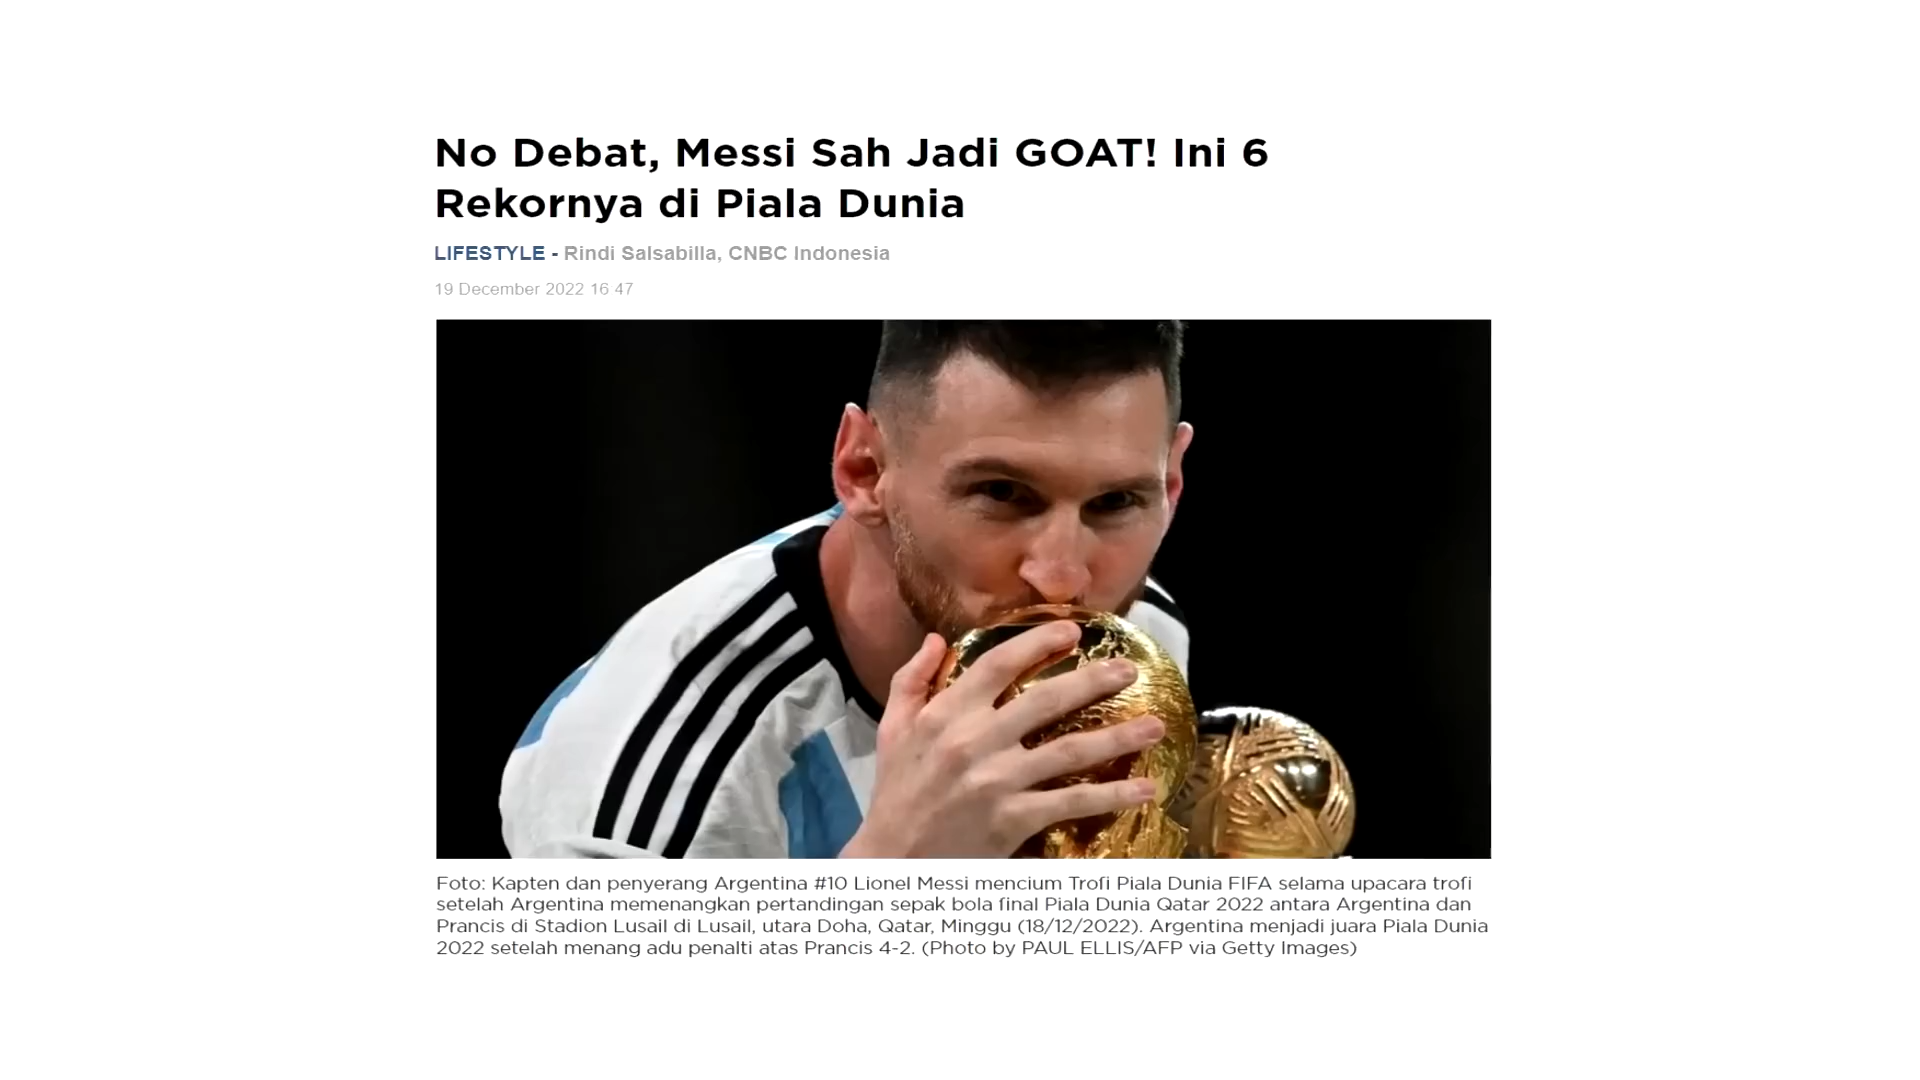 No Debat, Messi Sah Jadi GOAT! Ini 6
Rekornya di Piala Dunia
LIFESTYLE - Rindi Salsabilla, CNBC Indonesia
19 December 2022 16 47
Foto: Kapten dan penyerang Argentina #10 Lionel Messi mencium Trofi Piala Dunia FIFA selama upacara trofi
setelah Argentina memenangkan pertandingan sepak bola final Piala Dunia Qatar 2022 antara Argentina dan
Prancis di Stadion Lusail di Lusail, utara Doha, Qatar, Minggu (18/12/2022). Argentina menjadi juara Piala Dunia
2022 setelah menang adu penalti atas Prancis 4-2. (Photo by PAUL ELLIS/AFP via Getty Images)